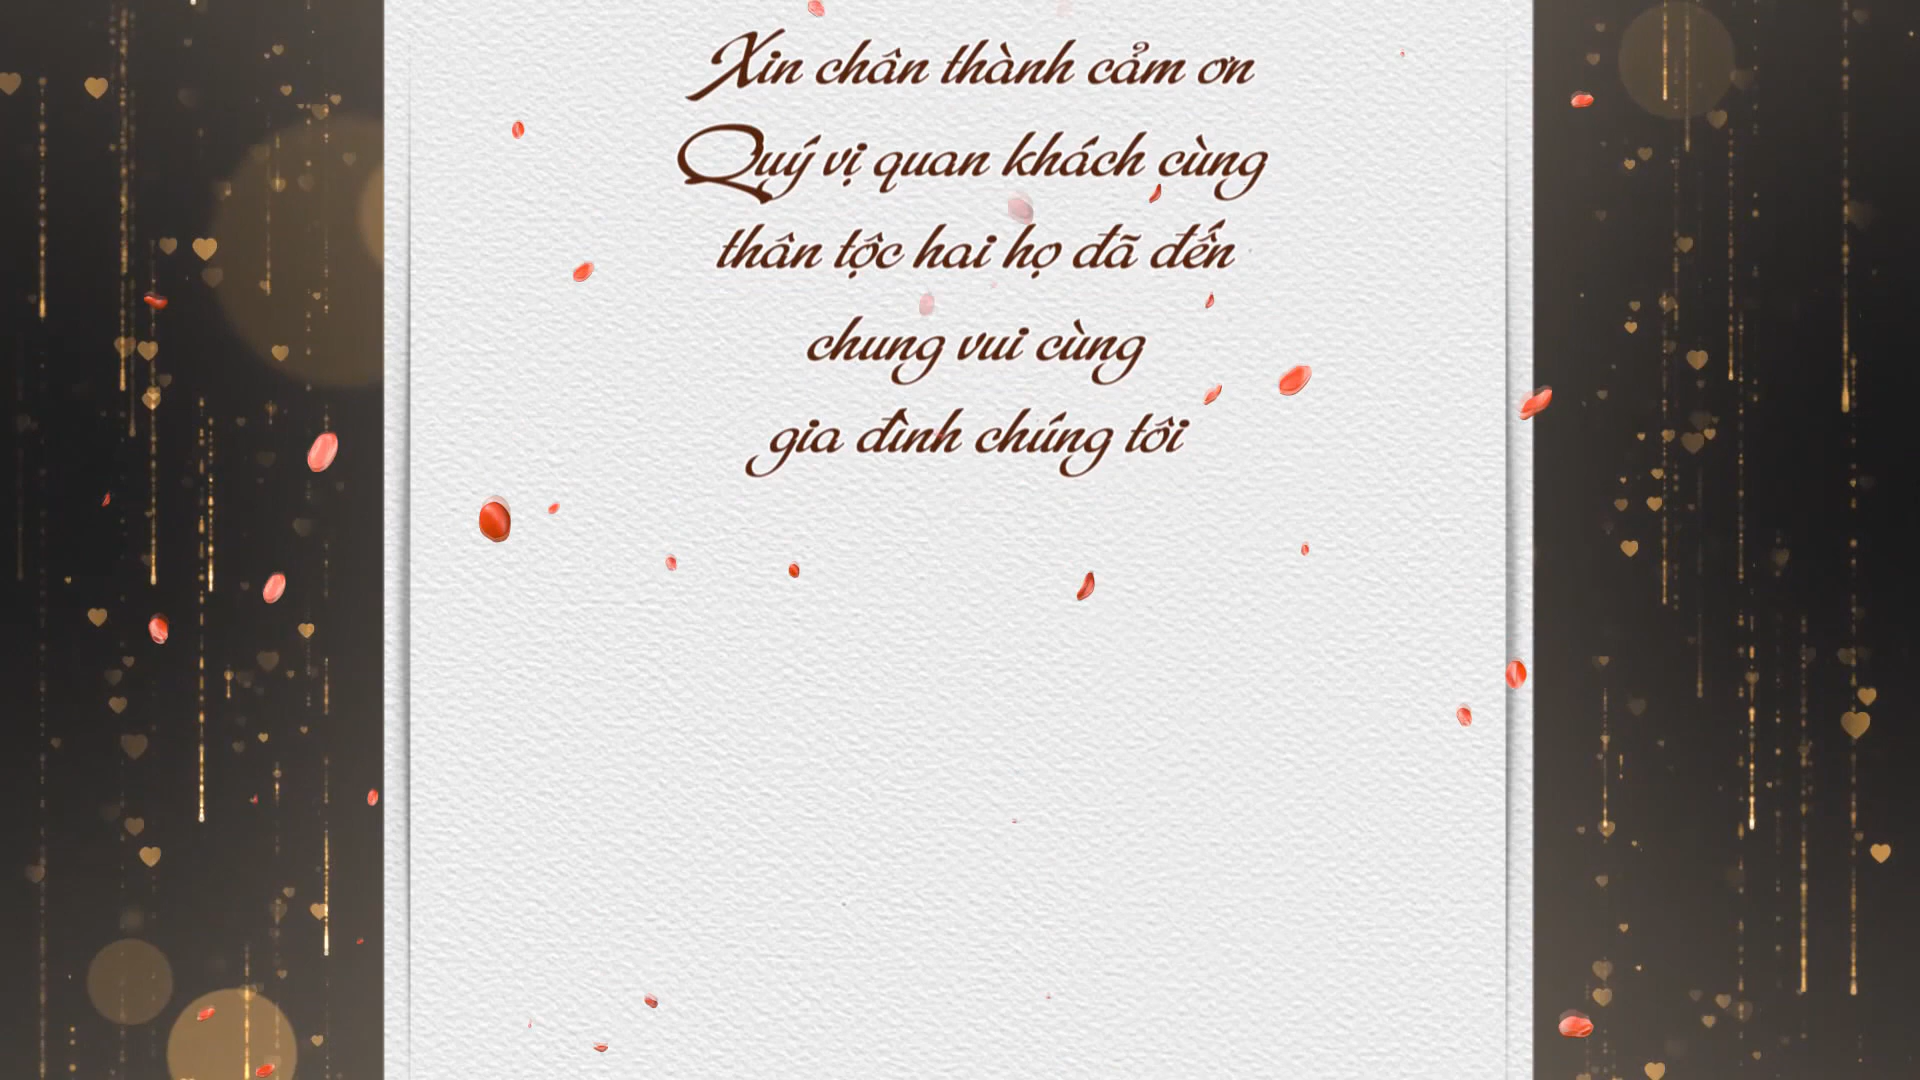 Xin chân thành cảm ơn
Quý vị quan khách cùng
thân tộc hai họ đã đến
chung vui cùng
gia đình chúng tôi